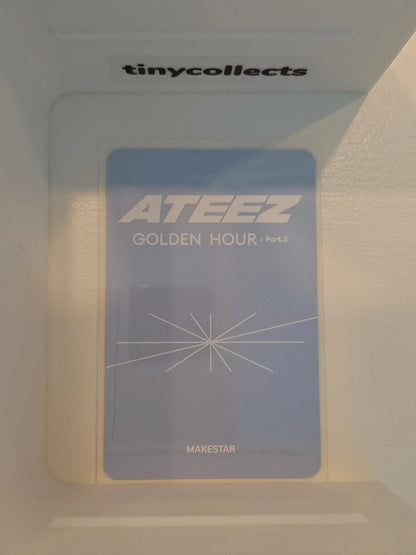 tinycollects
ATEEZ
GOLDEN HOUR : Part.2
MAKESTAR